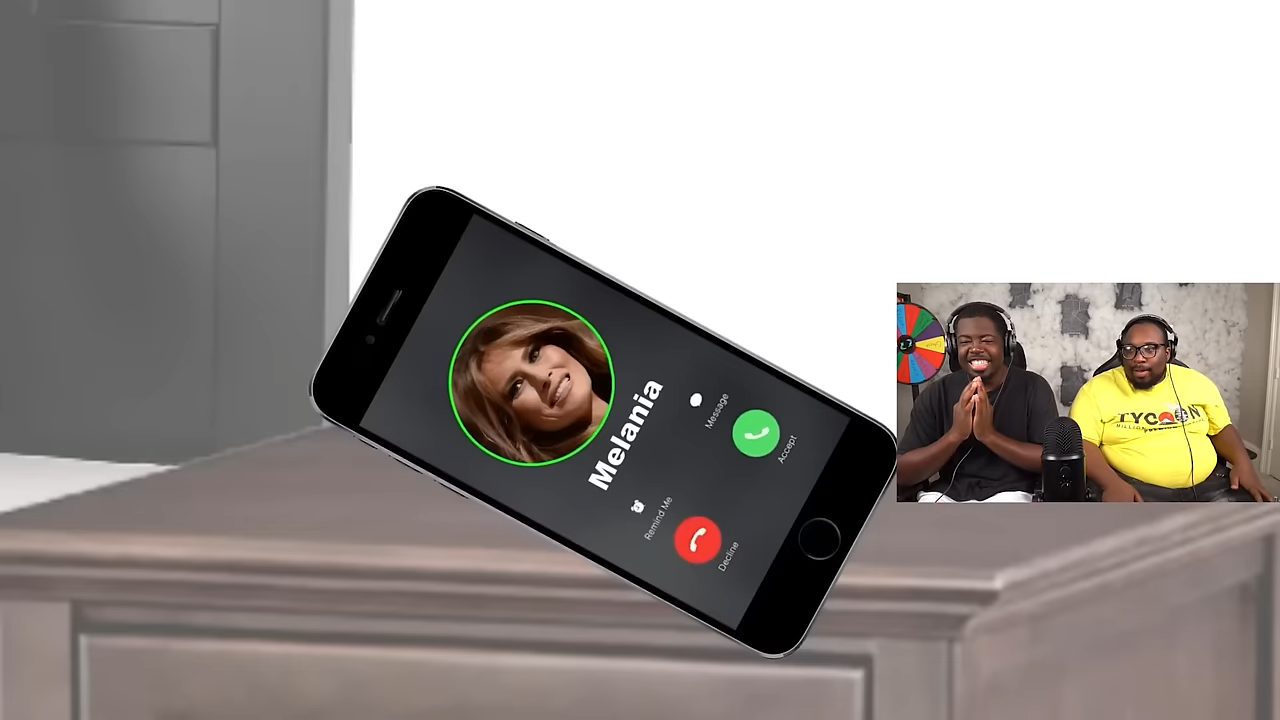 Melania
Message
Accept
Remind Me
Decline
TYCOON